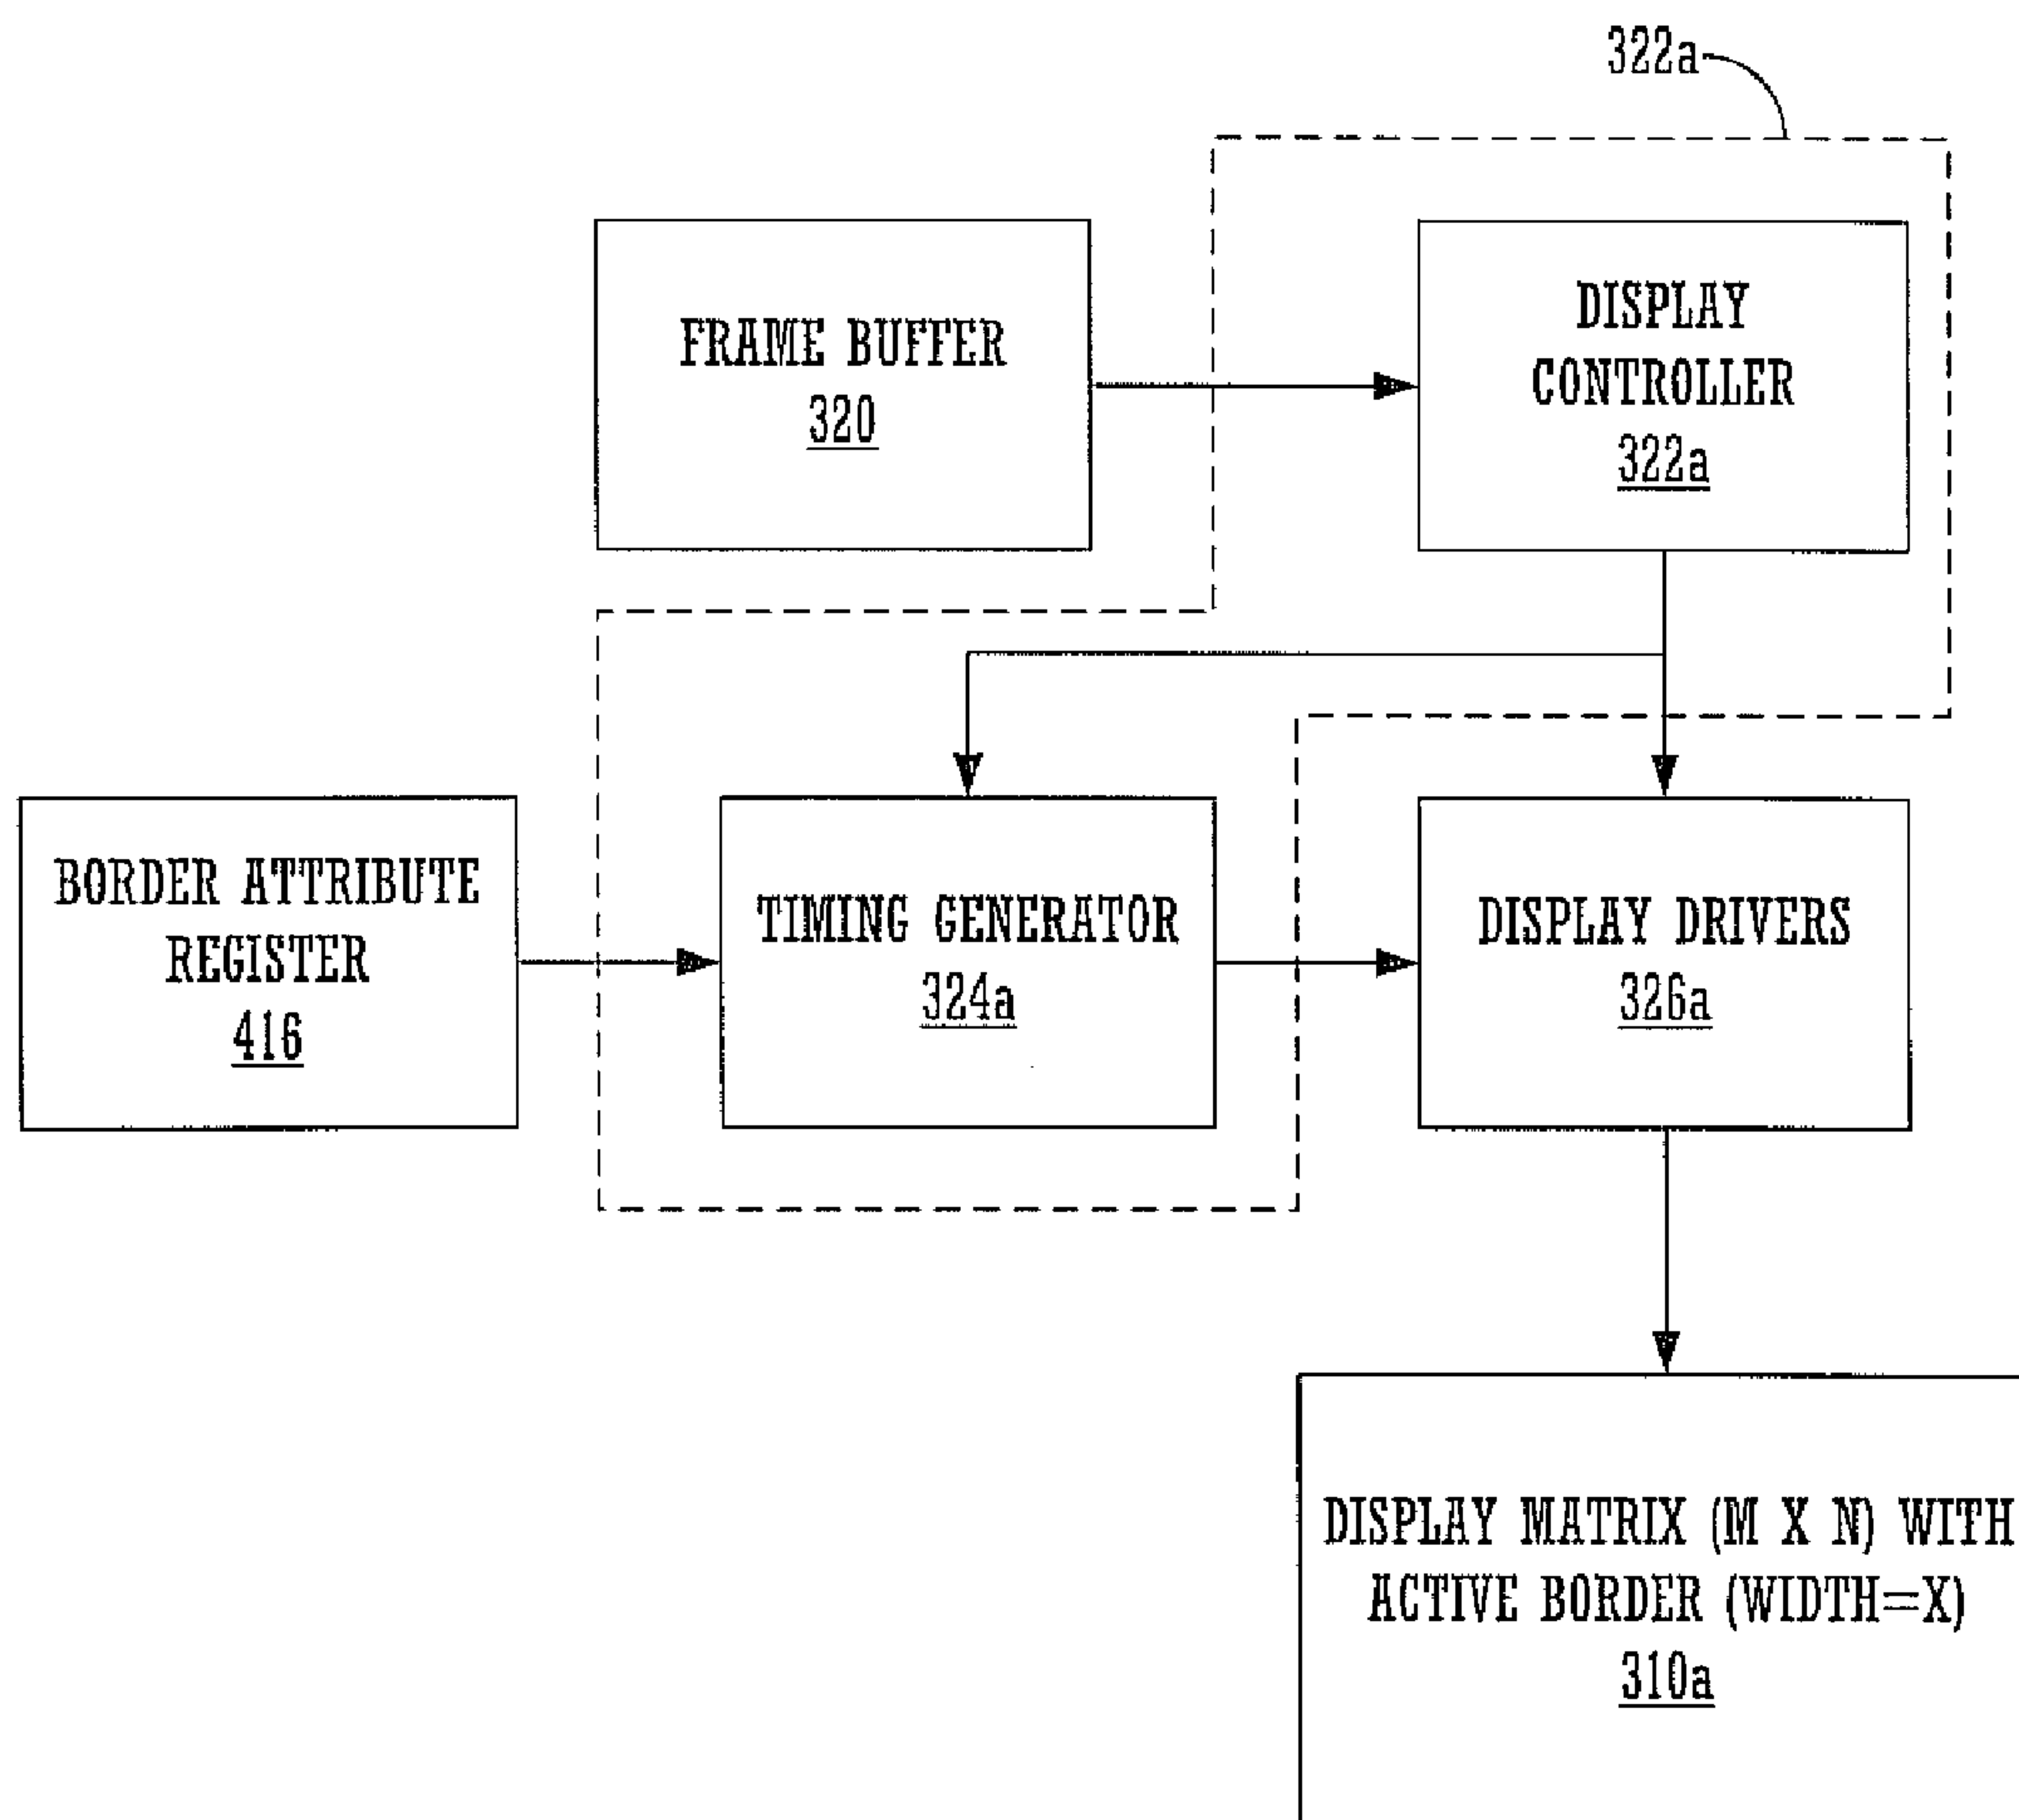 322a
FRAME BUFFER
320
DISPLAY
CONTROLLER
322a
BORDER ATTRIBUTE
REGISTER
416
TIMING GENERATOR
324a
DISPLAY DRIVERS
326a
DISPLAY MATRIX (M X N) WITH
ACTIVE BORDER (WIDTH=X)
310a